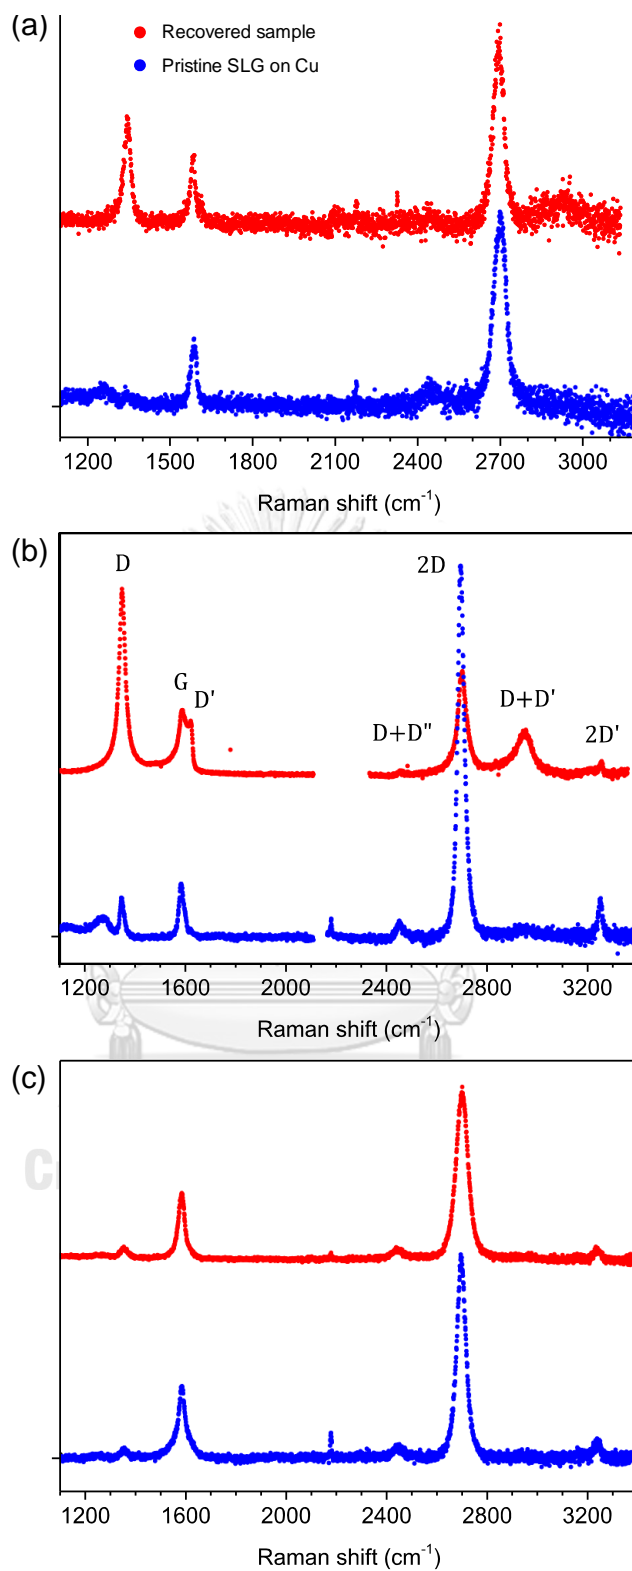 (a)
Recovered sample
Pristine SLG on Cu
1200 1500 1800 2100 2400 2700 3000
Raman shift (cm⁻¹)
(b)
D
2D
G
D'
D+D"
D+D'
2D'
1200 1600 2000 2400 2800 3200
Raman shift (cm⁻¹)
(c)
1200 1600 2000 2400 2800 3200
Raman shift (cm⁻¹)